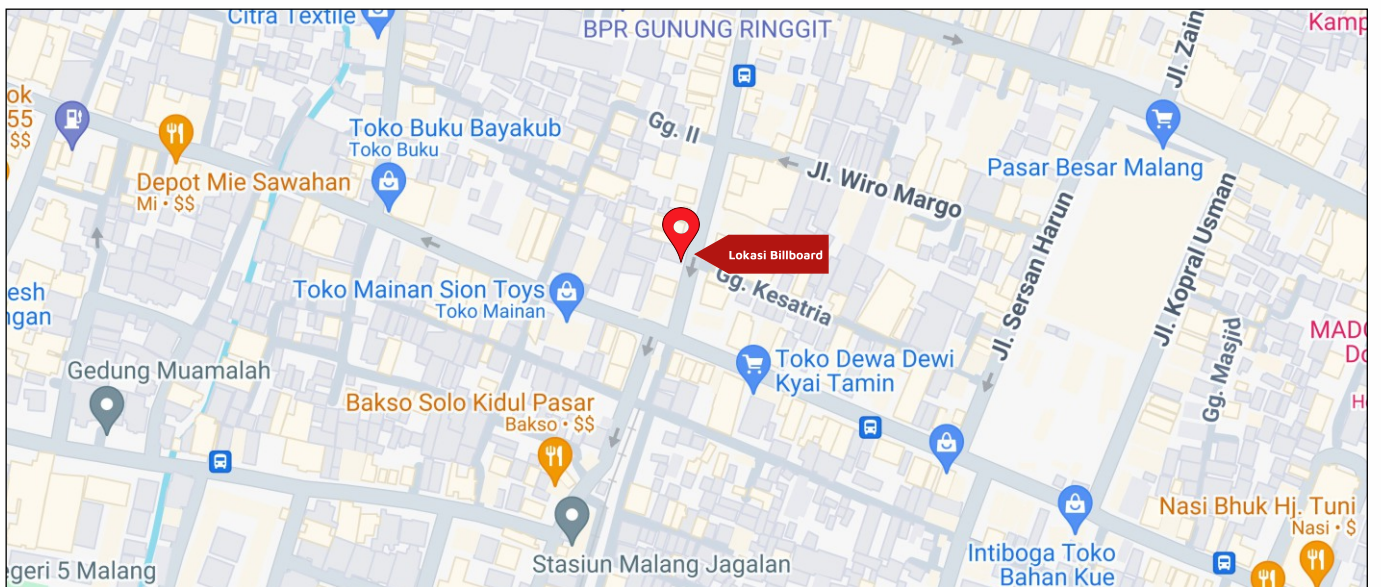 Citra Textile
BPR GUNUNG RINGGIT
Kamp
Jl. Zain
ok
55
$$
Toko Buku Bayakub
Toko Buku
Gg. II
Pasar Besar Malang
Depot Mie Sawahan
Mi • $$
Jl. Wiro Margo
Lokasi Billboard
Gg. Kesatria
Jl. Sersan Harun
Jl. Kopral Usman
esh
ngan
Toko Mainan Sion Toys
Toko Mainan
Gg. Masjid
MAD
Do
Toko Dewa Dewi
Kyai Tamin
Gedung Muamalah
Bakso Solo Kidul Pasar
Bakso • $$
Nasi Bhuk Hj. Tuni
Nasi • $
Stasiun Malang Jagalan
Intiboga Toko
Bahan Kue
egeri 5 Malang